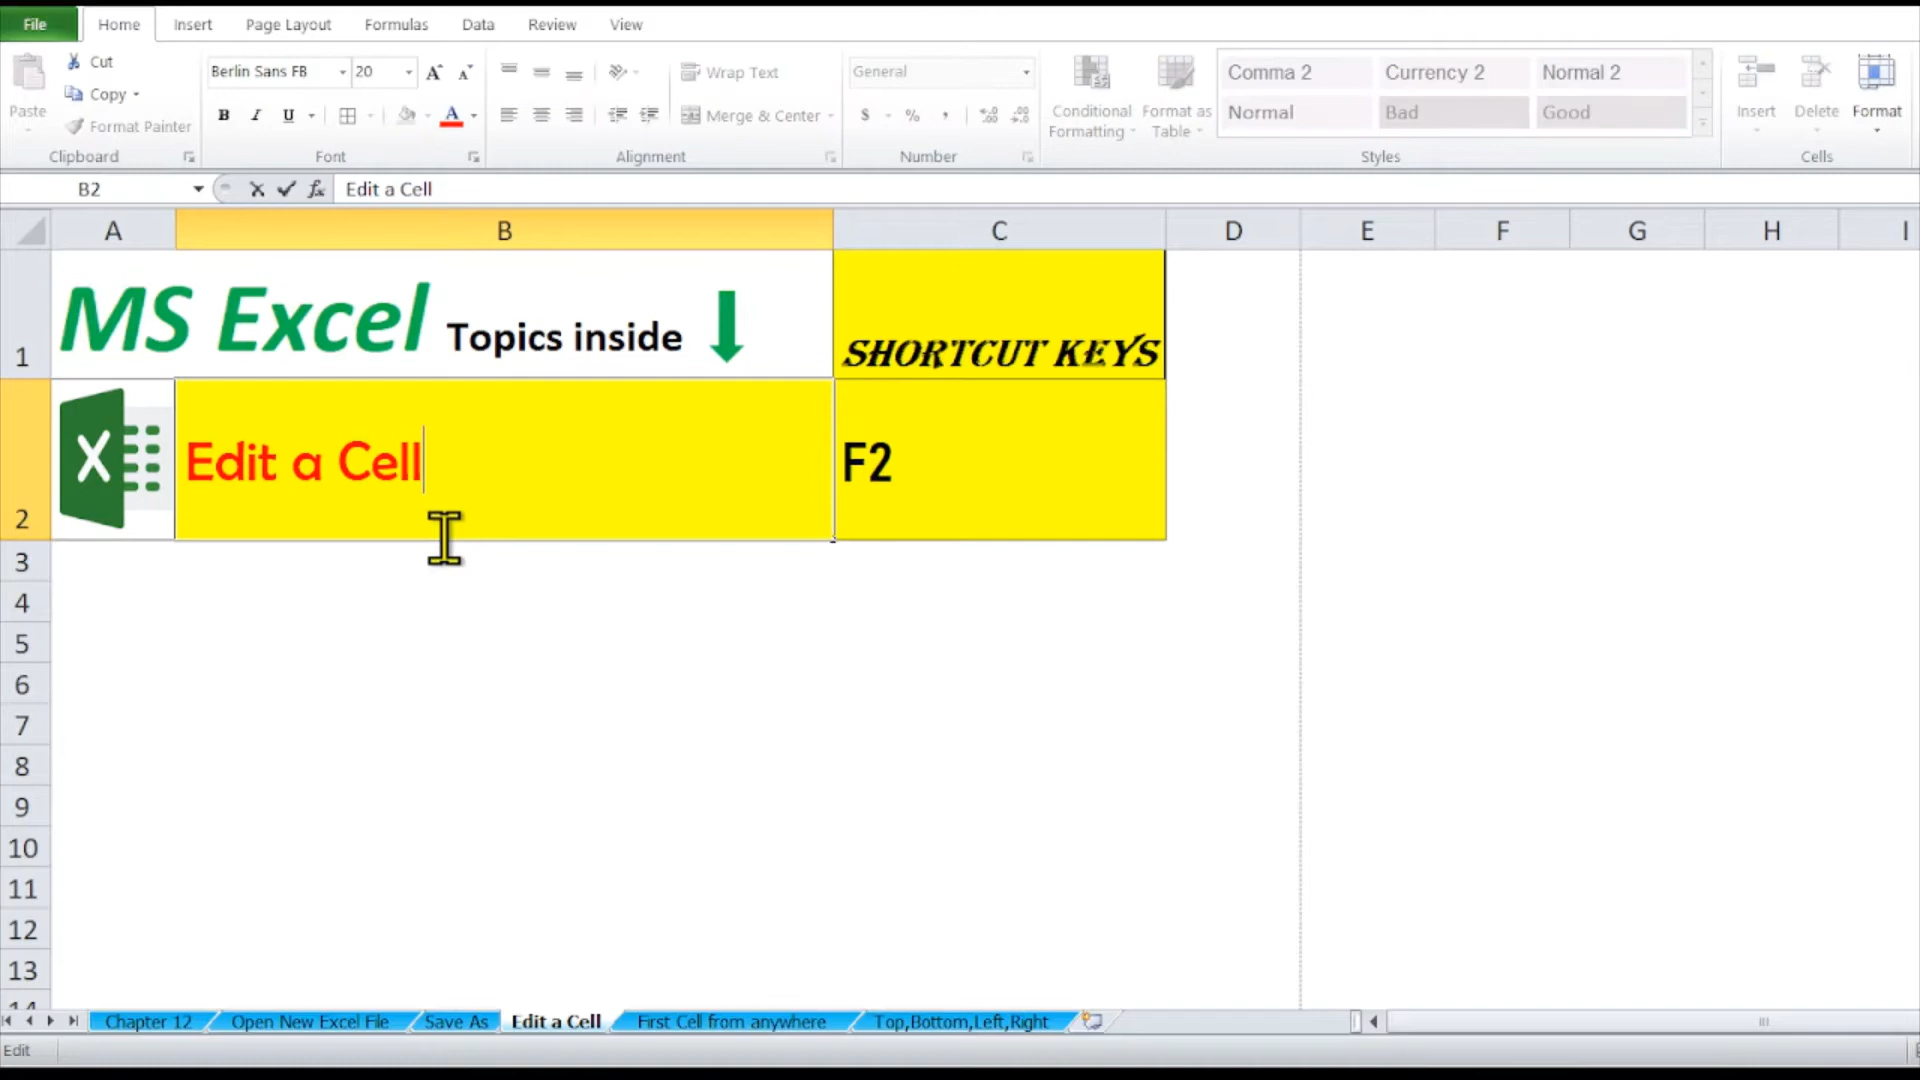 File Home Insert Page Layout Formulas Data Review View
Cut
Copy
Format Painter
Paste
Clipboard
Berlin Sans FB 20
B I U A
Font
Wrap Text
Merge & Center
Alignment
General
$ % ,
Number
Conditional Formatting
Format as Table
Comma 2 Currency 2 Normal 2
Normal Bad Good
Styles
Insert Delete Format
Cells
B2 fx Edit a Cell
A B C D E F G H I
1 MS Excel Topics inside SHORTCUT KEYS
2 X Edit a Cell F2
3
4
5
6
7
8
9
10
11
12
13
14
Chapter 12 Open New Excel File Save As Edit a Cell First Cell from anywhere Top,Bottom,Left,Right
Edit